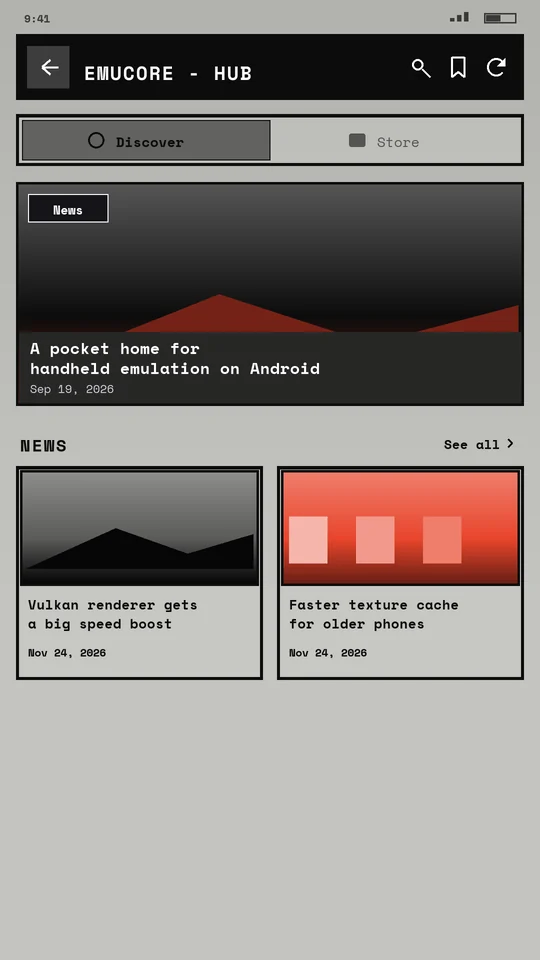 9:41
EMUCORE - HUB
Discover
Store
News
A pocket home for
handheld emulation on Android
Sep 19, 2026
NEWS
See all
Vulkan renderer gets
a big speed boost
Nov 24, 2026
Faster texture cache
for older phones
Nov 24, 2026